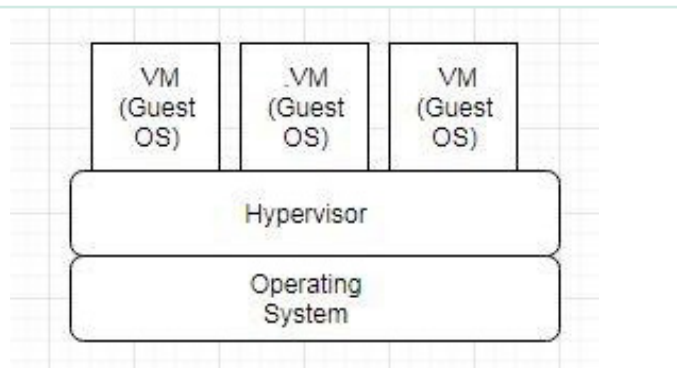 VM
(Guest
OS)
.VM
(Guest
OS)
VM
(Guest
OS)
Hypervisor
Operating
System